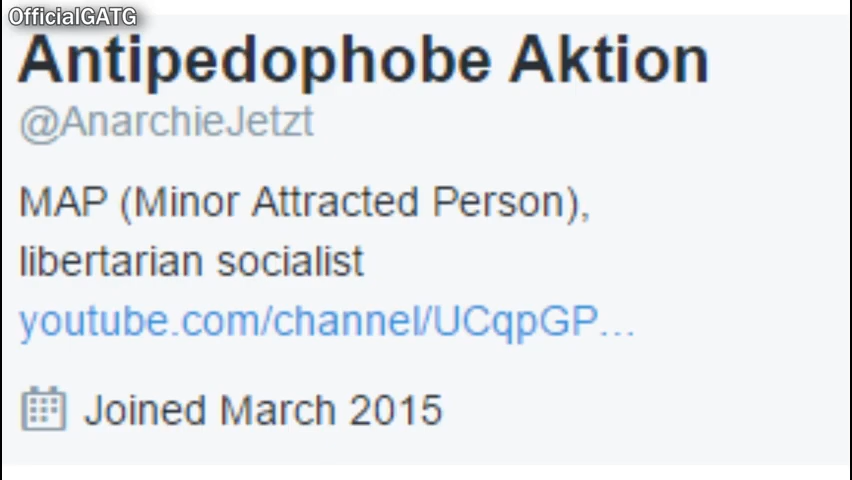 OfficialGATG
Antipedophobe Aktion
@AnarchieJetzt
MAP (Minor Attracted Person),
libertarian socialist
youtube.com/channel/UCqpGP...
Joined March 2015